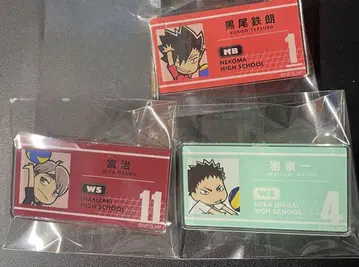 黒尾鉄朗
KUROO TETSURO
MB
NEKOMA
HIGH SCHOOL
1
宮治
MIYA OSAMU
WS
INARIZAKI
HIGH SCHOOL
11
岩泉一
IWAIZUMI HAJIME
WS
AOBA JOHSAI
HIGH SCHOOL
4